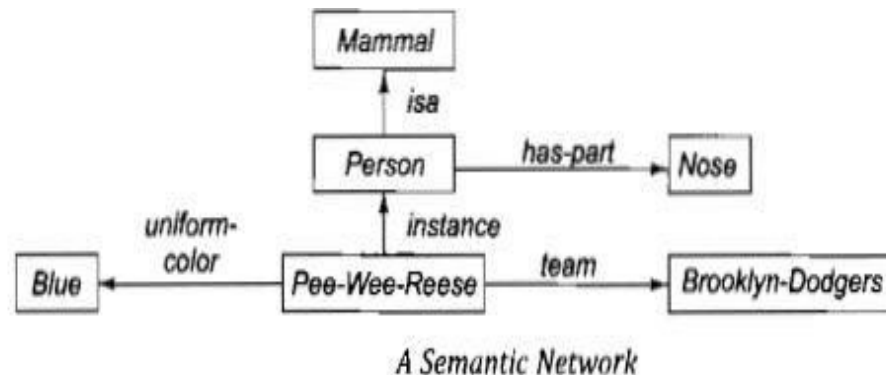 Mammal
isa
Person
has-part
Nose
uniform-
color
instance
Blue
Pee-Wee-Reese
team
Brooklyn-Dodgers
A Semantic Network